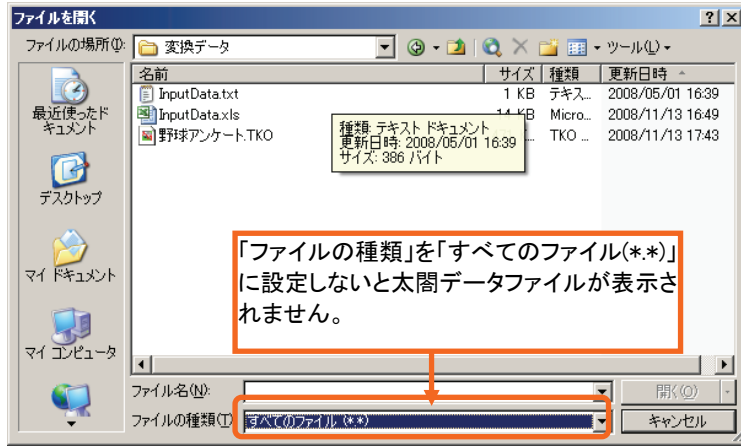 ファイルを開く
ファイルの場所(I):
変換データ
ツール(L)
名前 サイズ 種類 更新日時
InputData.txt 1 KB テキス... 2008/05/01 16:39
InputData.xls 14 KB Micro... 2008/11/13 16:49
野球アンケート.TKO TKO ... 2008/11/13 17:43
種類: テキスト ドキュメント
更新日時: 2008/05/01 16:39
サイズ: 386 バイト
最近使ったド
キュメント
デスクトップ
マイ ドキュメント
マイ コンピュータ
「ファイルの種類」を「すべてのファイル(*.*)」
に設定しないと太閤データファイルが表示さ
れません。
ファイル名(N):
開く(O)
ファイルの種類(T)
すべてのファイル (*.*)
キャンセル